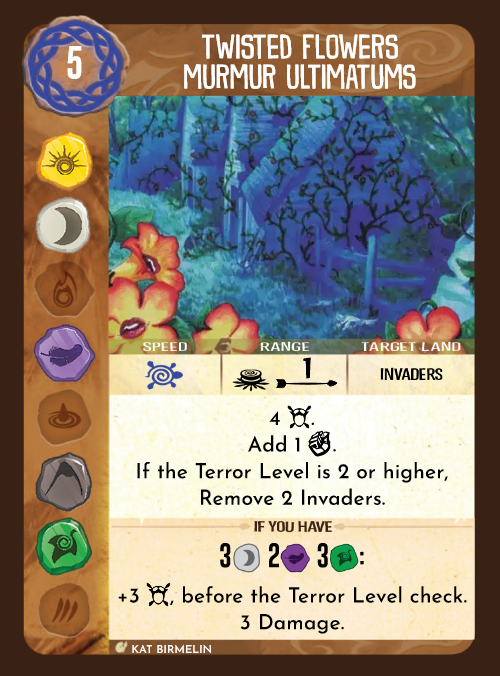 5
TWISTED FLOWERS
MURMUR ULTIMATUMS
SPEED RANGE TARGET LAND
1 INVADERS
4 .
Add 1 .
If the Terror Level is 2 or higher,
Remove 2 Invaders.
IF YOU HAVE
3 2 3 :
+3 , before the Terror Level check.
3 Damage.
KAT BIRMELIN